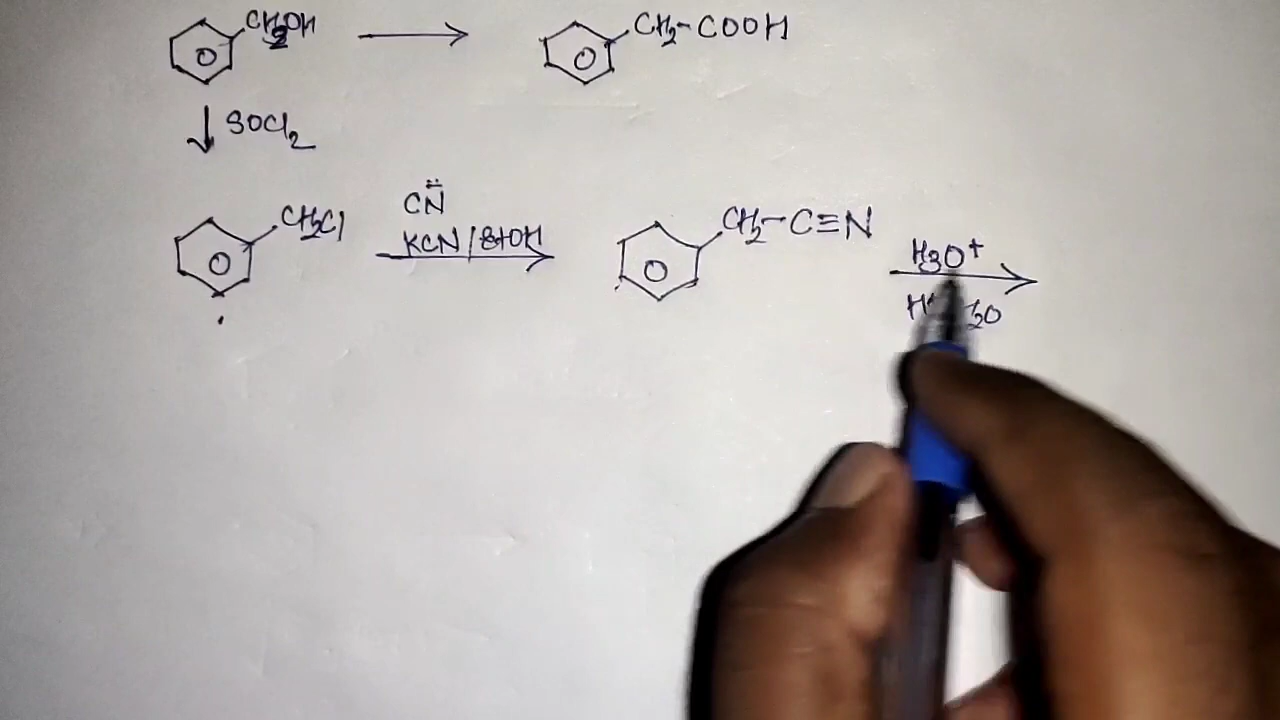 CH2OH → CH2-COOH
↓ SOCl2
CH2Cl CN̈ KCN/EtOH → CH2-C≡N H3O+ →